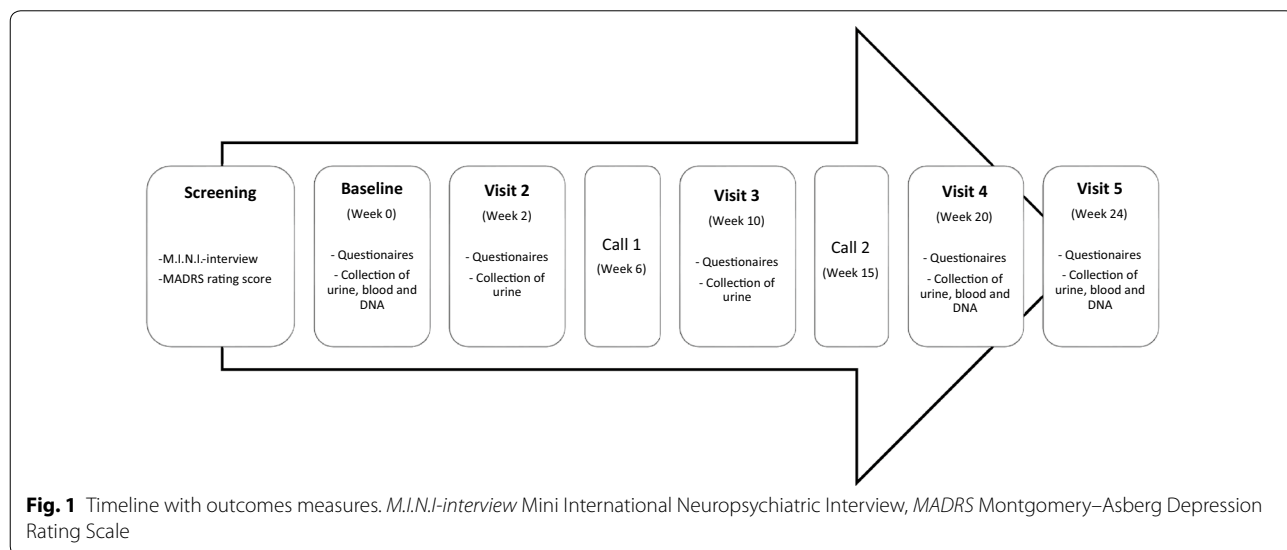 Screening
-M.I.N.I.-interview
-MADRS rating score
Baseline
(Week 0)
- Questionaires
- Collection of
urine, blood and
DNA
Visit 2
(Week 2)
- Questionaires
- Collection of
urine
Call 1
(Week 6)
Visit 3
(Week 10)
- Questionaires
- Collection of
urine
Call 2
(Week 15)
Visit 4
(Week 20)
- Questionaires
- Collection of
urine, blood and
DNA
Visit 5
(Week 24)
- Questionaires
- Collection of
urine, blood and
DNA
Fig. 1 Timeline with outcomes measures. M.I.N.I-interview Mini International Neuropsychiatric Interview, MADRS Montgomery–Asberg Depression
Rating Scale